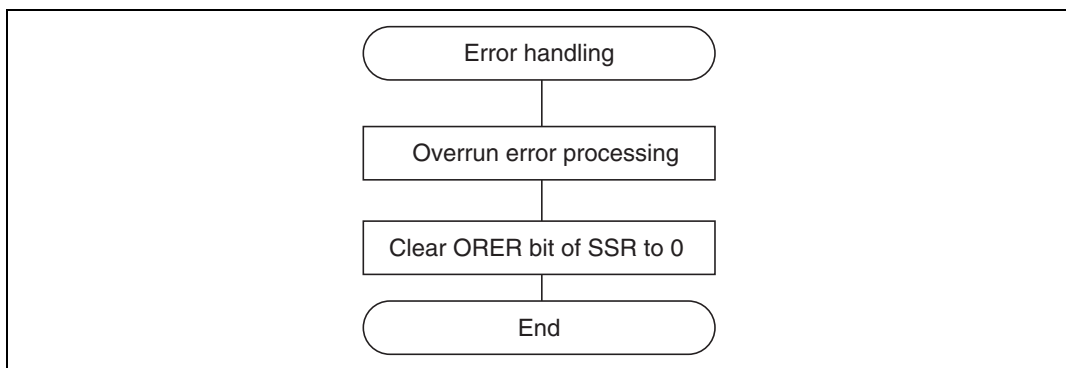 Error handling
Overrun error processing
Clear ORER bit of SSR to 0
End